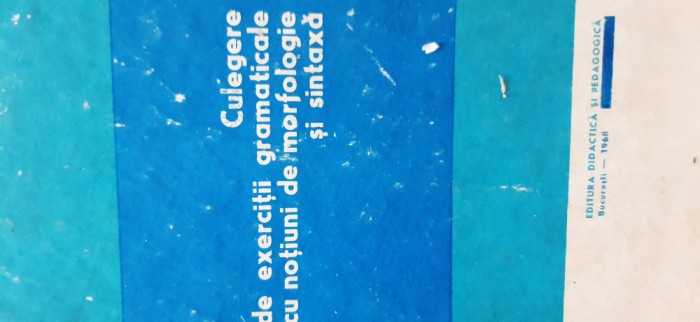 Culegere
de exerciții gramaticale
cu noțiuni de morfologie
și sintaxă
EDITURA DIDACTICĂ ȘI PEDAGOGICĂ
București — 1968